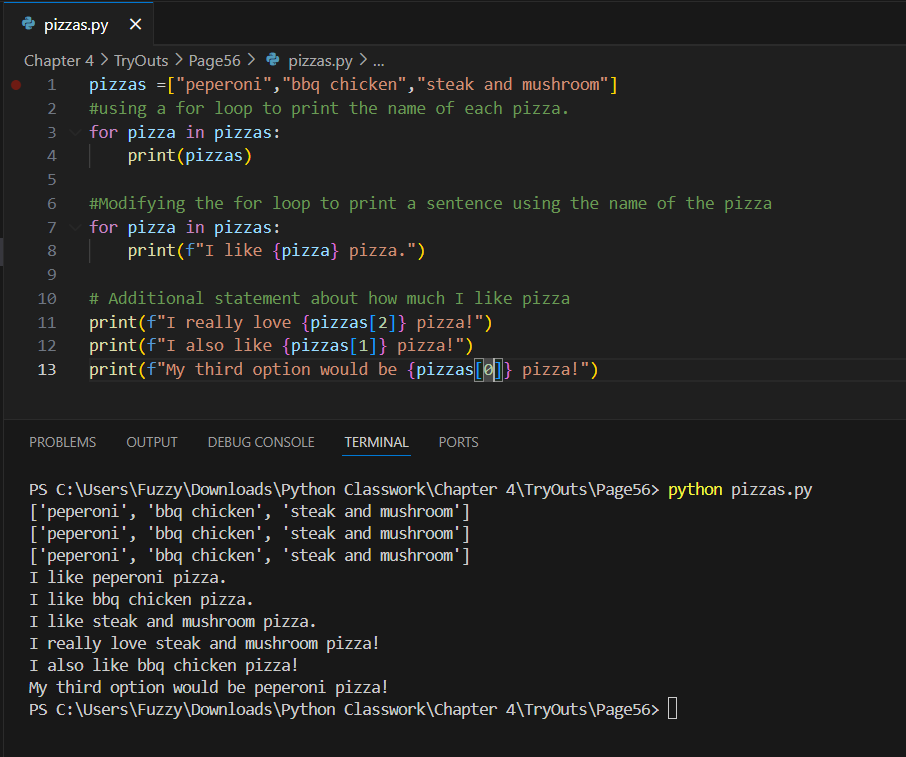 pizzas.py ×
Chapter 4 > TryOuts > Page56 > pizzas.py > ...
1 pizzas =["peperoni","bbq chicken","steak and mushroom"]
2 #using a for loop to print the name of each pizza.
3 for pizza in pizzas:
4     print(pizzas)
5
6 #Modifying the for loop to print a sentence using the name of the pizza
7 for pizza in pizzas:
8     print(f"I like {pizza} pizza.")
9
10 # Additional statement about how much I like pizza
11 print(f"I really love {pizzas[2]} pizza!")
12 print(f"I also like {pizzas[1]} pizza!")
13 print(f"My third option would be {pizzas[0]} pizza!")
PROBLEMS OUTPUT DEBUG CONSOLE TERMINAL PORTS
PS C:\Users\Fuzzy\Downloads\Python Classwork\Chapter 4\TryOuts\Page56> python pizzas.py
['peperoni', 'bbq chicken', 'steak and mushroom']
['peperoni', 'bbq chicken', 'steak and mushroom']
['peperoni', 'bbq chicken', 'steak and mushroom']
I like peperoni pizza.
I like bbq chicken pizza.
I like steak and mushroom pizza.
I really love steak and mushroom pizza!
I also like bbq chicken pizza!
My third option would be peperoni pizza!
PS C:\Users\Fuzzy\Downloads\Python Classwork\Chapter 4\TryOuts\Page56>